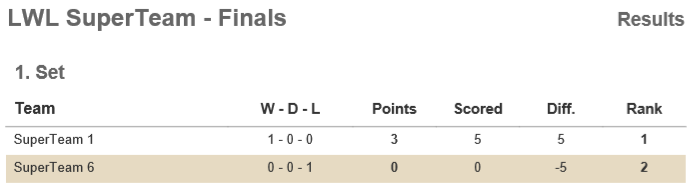 LWL SuperTeam - Finals Results
1. Set
Team W - D - L Points Scored Diff. Rank
SuperTeam 1 1 - 0 - 0 3 5 5 1
SuperTeam 6 0 - 0 - 1 0 0 -5 2